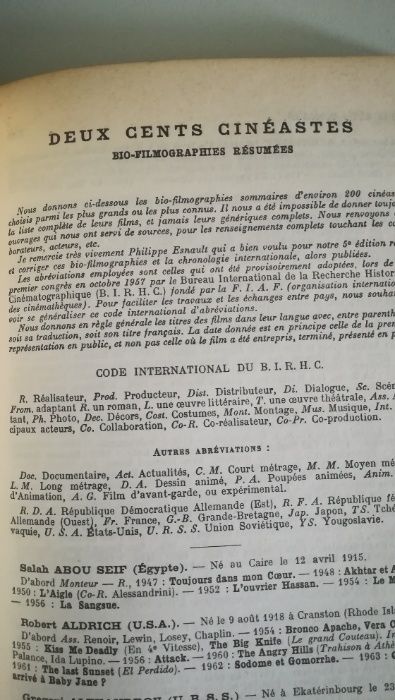 DEUX CENTS CINÉASTES
BIO-FILMOGRAPHIES RÉSUMÉES
Nous donnons ci-dessous les bio-filmographies sommaires d'environ 200 cinéas
choisis parmi les plus grands ou les plus connus. Il nous a été impossible de donner toujo
la liste complète de leurs films, et jamais leurs génériques complets. Nous renvoyons
ouvrages qui nous ont servi de sources, pour les renseignements complets touchant les co
borateurs, acteurs, etc.
Je remercie très vivement Philippe Esnault qui a bien voulu pour notre 5e édition re
et corriger ces bio-filmographies et la chronologie internationale, alors publiées.
Les abréviations employées sont celles qui ont été provisoirement adoptées, lors de
premier congrès en octobre 1957 par le Bureau International de la Recherche Histor
Cinématographique (B. I. R. H. C.) fondé par la F. I. A. F. (organisation internation
des cinémathèques). Pour faciliter les travaux et les échanges entre pays, nous souhai
voir se généraliser ce code international d'abréviations.
Nous donnons en règle générale les titres des films dans leur langue avec, entre parenth
soit sa traduction, soit son titre français. La date donnée est en principe celle de la prem
représentation en public, et non pas celle où le film a été entrepris, terminé, présenté en p
CODE INTERNATIONAL DU B. I. R. H. C.
R. Réalisateur, Prod. Producteur, Dist. Distributeur, Di. Dialogue, Sc. Scén
From. adaptant R. un roman, L. une œuvre littéraire, T. une œuvre théâtrale, Ass. A
tant, Ph. Photo, Dec. Décors, Cost. Costumes, Mont. Montage, Mus. Musique, Int.
cipaux acteurs, Co. Collaboration, Co-R. Co-réalisateur, Co-Pr. Co-production.
AUTRES ABRÉVIATIONS :
Doc. Documentaire, Act. Actualités, C. M. Court métrage, M. M. Moyen mé
L. M. Long métrage, D. A. Dessin animé, P. A. Poupées animées, Anim.
d'Animation, A. G. Film d'avant-garde, ou expérimental.
R. D. A. République Démocratique Allemande (Est), R. F. A. République fé
Allemande (Ouest), Fr. France, G.-B. Grande-Bretagne, Jap. Japon, TS. Tché
vaquie, U. S. A. États-Unis, U. R. S. S. Union Soviétique, YS. Yougoslavie.
Salah ABOU SEIF (Égypte). — Né au Caire le 12 avril 1915.
D'abord Monteur — R., 1947 : Toujours dans mon Cœur. — 1948 : Akhtar et A
1950 : L'Aigle (Co-R. Alessandrini). — 1952 : L'ouvrier Hassan. — 1954 : Le M
— 1956 : La Sangsue.
Robert ALDRICH (U.S.A.). — Né le 9 août 1918 à Cranston (Rhode Isl
D'abord Ass. Renoir, Lewin, Losey, Chaplin. — 1954 : Bronco Apache, Vera C
1955 : Kiss Me Deadly (En 4e Vitesse), The Big Knife (Le grand Couteau). In
Palance, Ida Lupino. — 1956 : Attack. — 1960 : The Angry Hills (Trahison à Ath
1961 : The last Sunset (El Perdido). — 1962 : Sodome et Gomorrhe. — 1963 :
arrivé à Baby Jane ?
(U.R.S.S.) — Né à Ekaterinbourg le 23